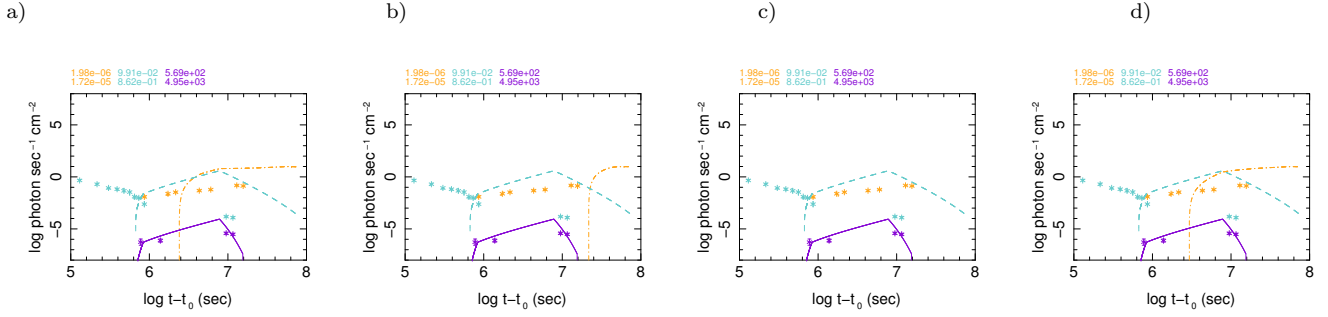 a) b) c) d)
1.98e−06 9.91e−02 5.69e+02
1.72e−05 8.62e−01 4.95e+03
log photon sec−1 cm−2
5
0
−5
5 6 7 8
log t−t0 (sec)
1.98e−06 9.91e−02 5.69e+02
1.72e−05 8.62e−01 4.95e+03
log photon sec−1 cm−2
5
0
−5
5 6 7 8
log t−t0 (sec)
1.98e−06 9.91e−02 5.69e+02
1.72e−05 8.62e−01 4.95e+03
log photon sec−1 cm−2
5
0
−5
5 6 7 8
log t−t0 (sec)
1.98e−06 9.91e−02 5.69e+02
1.72e−05 8.62e−01 4.95e+03
log photon sec−1 cm−2
5
0
−5
5 6 7 8
log t−t0 (sec)